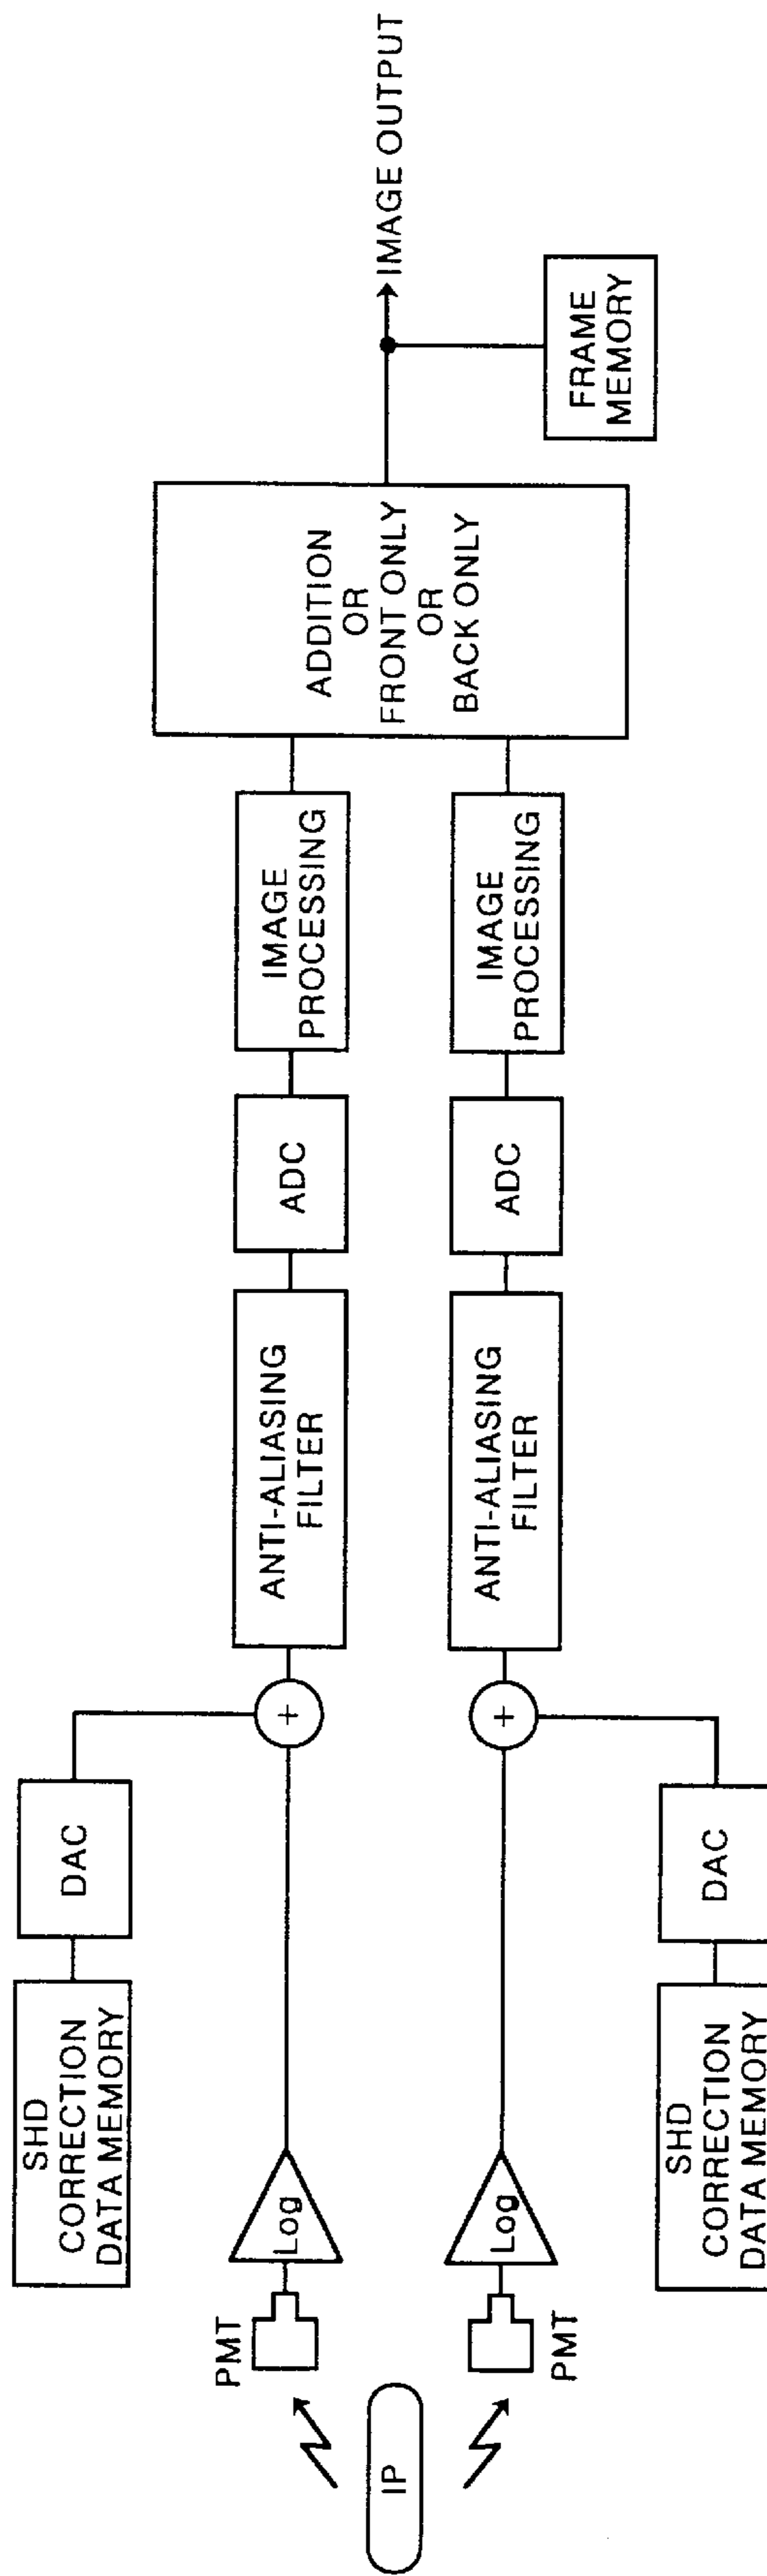 SHD
CORRECTION
DATA MEMORY
DAC
PMT
Log
+
ANTI-ALIASING
FILTER
ADC
IMAGE
PROCESSING
IP
ADDITION
OR
FRONT ONLY
OR
BACK ONLY
IMAGE OUTPUT
FRAME
MEMORY
PMT
Log
+
ANTI-ALIASING
FILTER
ADC
IMAGE
PROCESSING
SHD
CORRECTION
DATA MEMORY
DAC